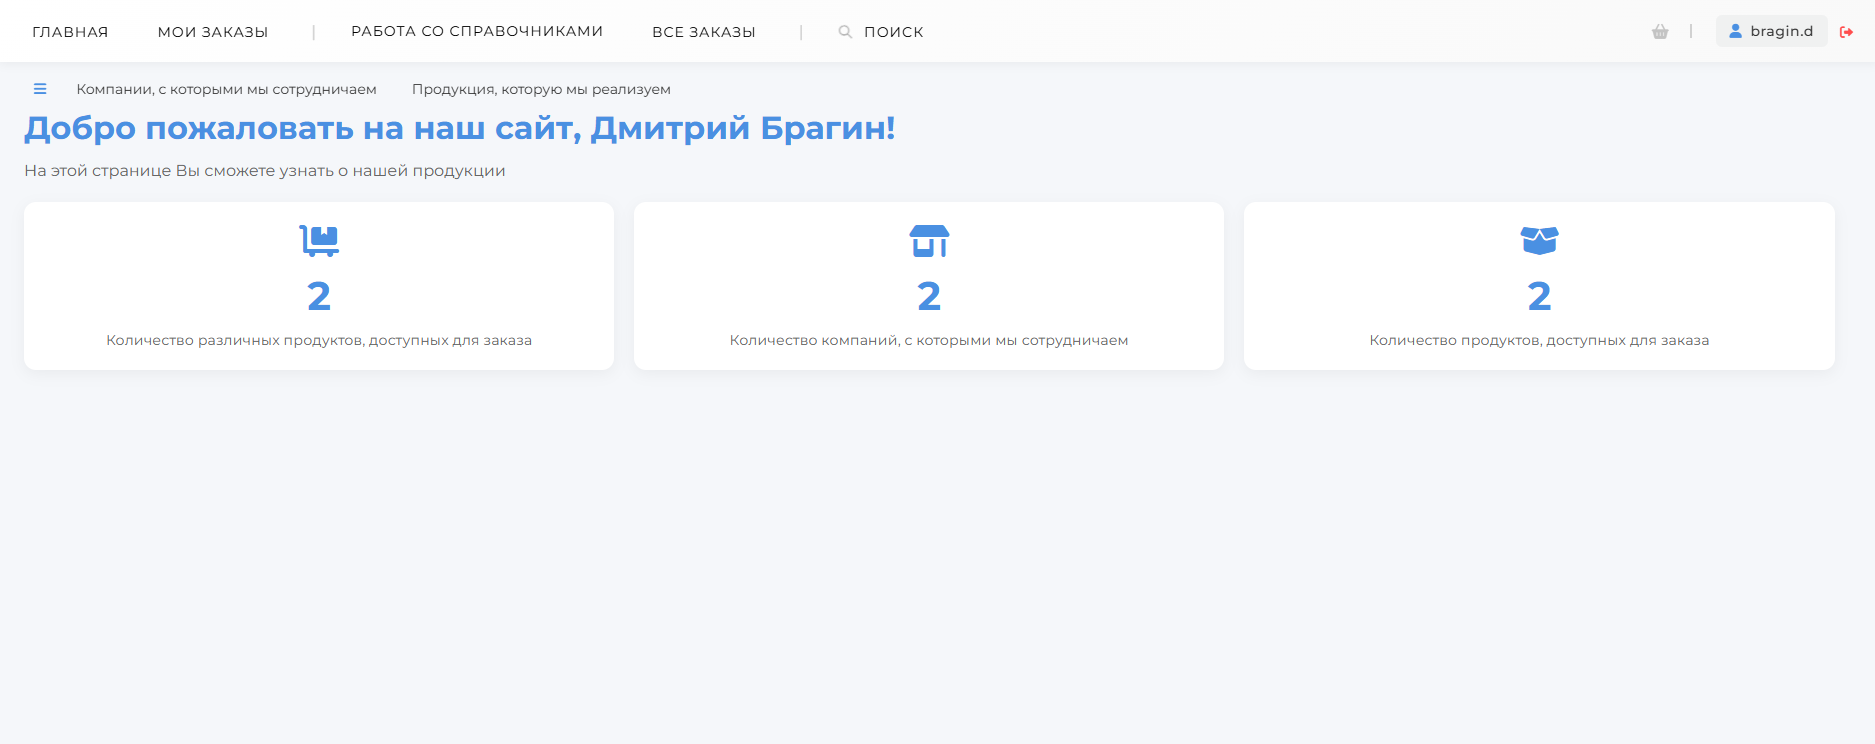 ГЛАВНАЯ МОИ ЗАКАЗЫ | РАБОТА СО СПРАВОЧНИКАМИ ВСЕ ЗАКАЗЫ | ПОИСК | bragin.d
Компании, с которыми мы сотрудничаем Продукция, которую мы реализуем
Добро пожаловать на наш сайт, Дмитрий Брагин!
На этой странице Вы сможете узнать о нашей продукции
2
Количество различных продуктов, доступных для заказа
2
Количество компаний, с которыми мы сотрудничаем
2
Количество продуктов, доступных для заказа